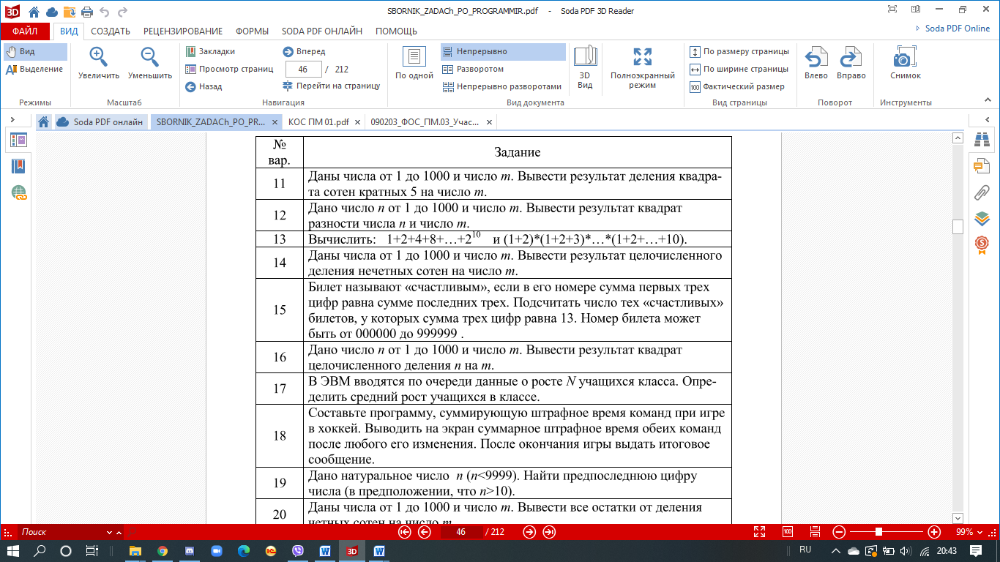 SBORNIK_ZADACh_PO_PROGRAMMIR.pdf - Soda PDF 3D Reader
ФАЙЛ ВИД СОЗДАТЬ РЕЦЕНЗИРОВАНИЕ ФОРМЫ SODA PDF ОНЛАЙН ПОМОЩЬ Soda PDF Online
Вид
Выделение
Режимы
Увеличить Уменьшить
Масштаб
Закладки
Просмотр страниц
Назад
Вперед
46 / 212
Перейти на страницу
Навигация
По одной
Непрерывно
Разворотом
Непрерывно разворотами
3D
Вид
Полноэкранный
режим
Вид документа
По размеру страницы
По ширине страницы
100 Фактический размер
Вид страницы
Влево Вправо
Поворот
Снимок
Инструменты
Soda PDF онлайн SBORNIK_ZADACh_PO_PR... КОС ПМ 01.pdf 090203_ФОС_ПМ.03_Учас...
№
вар.
Задание
11
Даны числа от 1 до 1000 и число m. Вывести результат деления квадра-
та сотен кратных 5 на число m.
12
Дано число n от 1 до 1000 и число m. Вывести результат квадрат
разности числа n и число m.
13 Вычислить: 1+2+4+8+…+2¹⁰ и (1+2)*(1+2+3)*…*(1+2+…+10).
14
Даны числа от 1 до 1000 и число m. Вывести результат целочисленного
деления нечетных сотен на число m.
15
Билет называют «счастливым», если в его номере сумма первых трех
цифр равна сумме последних трех. Подсчитать число тех «счастливых»
билетов, у которых сумма трех цифр равна 13. Номер билета может
быть от 000000 до 999999 .
16
Дано число n от 1 до 1000 и число m. Вывести результат квадрат
целочисленного деления n на m.
17
В ЭВМ вводятся по очереди данные о росте N учащихся класса. Опре-
делить средний рост учащихся в классе.
18
Составьте программу, суммирующую штрафное время команд при игре
в хоккей. Выводить на экран суммарное штрафное время обеих команд
после любого его изменения. После окончания игры выдать итоговое
сообщение.
19
Дано натуральное число n (n<9999). Найти предпоследнюю цифру
числа (в предположении, что n>10).
20
Даны числа от 1 до 1000 и число m. Вывести все остатки от деления
четных сотен на число m
Поиск 46 / 212 100 99%
RU 20:43